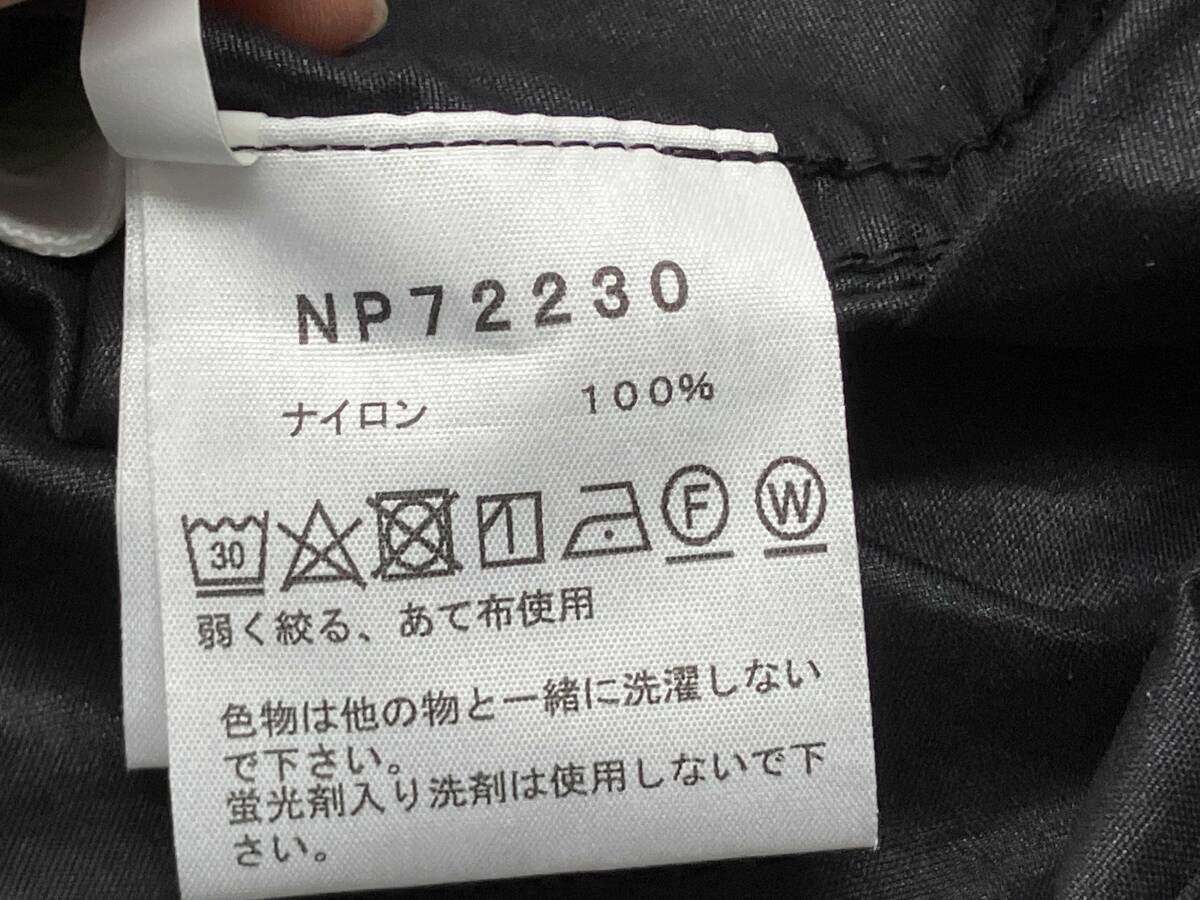 NP72230
ナイロン 100%
30 F W
弱く絞る、あて布使用
色物は他の物と一緒に洗濯しない
で下さい。
蛍光剤入り洗剤は使用しないで下
さい。